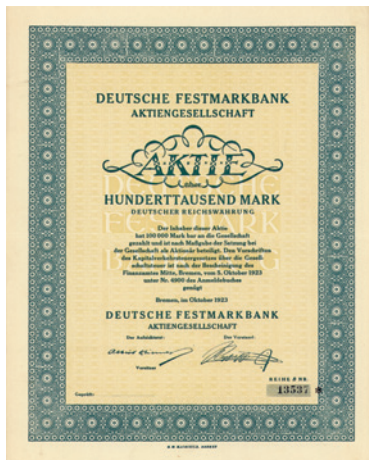 DEUTSCHE FESTMARKBANK
AKTIENGESELLSCHAFT
AKTIE
über
HUNDERTTAUSEND MARK
DEUTSCHER REICHSWÄHRUNG
Der Inhaber dieser Aktie
hat 100 000 Mark bar an die Gesellschaft
gezahlt und ist nach Maßgabe der Satzung bei
der Gesellschaft als Aktionär beteiligt. Den Vorschriften
des Kapitalverkehrsteuergesetzes über die Gesell-
schaftsteuer ist nach der Bescheinigung des
Finanzamtes Mitte, Bremen, vom 5. Oktober 1923
unter Nr. 4900 des Anmeldebuches
genügt
Bremen, im Oktober 1923
DEUTSCHE FESTMARKBANK
AKTIENGESELLSCHAFT
Der Aufsichtsrat: Der Vorstand:
Vorsitzer
REIHE
NR.
13537
Geprüft: